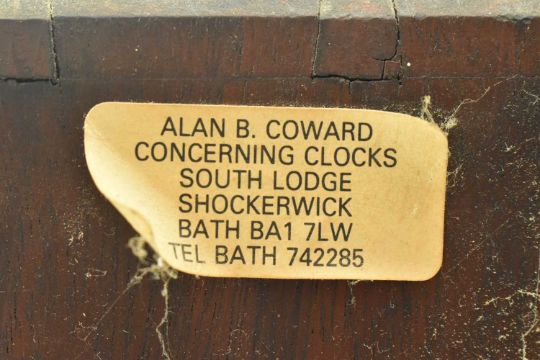 ALAN B. COWARD
CONCERNING CLOCKS
SOUTH LODGE
SHOCKERWICK
BATH BA1 7LW
TEL BATH 742285